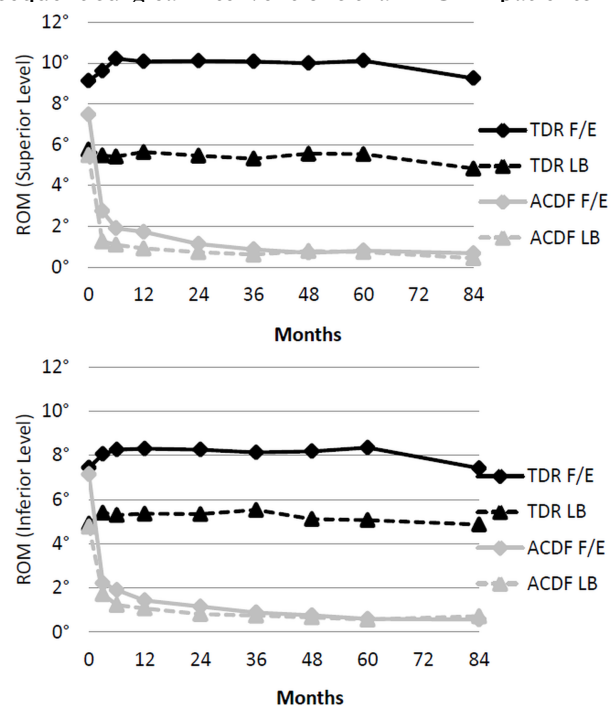 12°
10°
8°
6°
4°
2°
0°
ROM (Superior Level)
TDR F/E
TDR LB
ACDF F/E
ACDF LB
0 12 24 36 48 60 72 84
Months
12°
10°
8°
6°
4°
2°
0°
ROM (Inferior Level)
TDR F/E
TDR LB
ACDF F/E
ACDF LB
0 12 24 36 48 60 72 84
Months